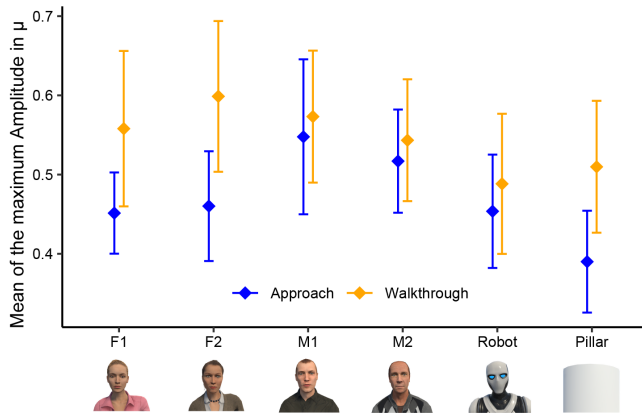 Mean of the maximum Amplitude in μ
0.7
0.6
0.5
0.4
Approach Walkthrough
F1 F2 M1 M2 Robot Pillar